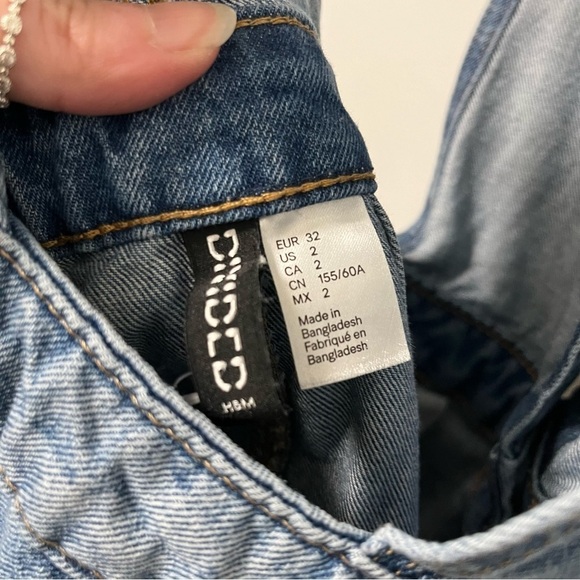 DIVIDED
H&M
EUR 32
US 2
CA 2
CN 155/60A
MX 2
Made in
Bangladesh
Fabriqué en
Bangladesh